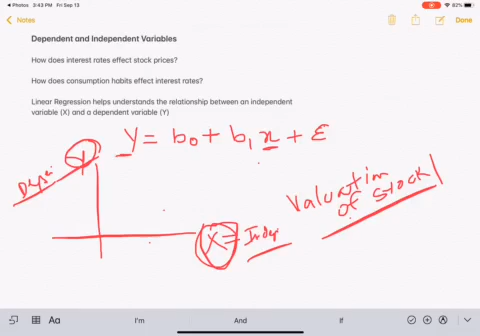 Photos 3:43 PM Fri Sep 13 82%
Notes Done
Dependent and Independent Variables
How does interest rates effect stock prices?
How does consumption habits effect interest rates?
Linear Regression helps understands the relationship between an independent
variable (X) and a dependent variable (Y)
y = b0 + b1 x + ε
Y
Depen
X = Indep
Valuation
of Stock
Aa I'm And If